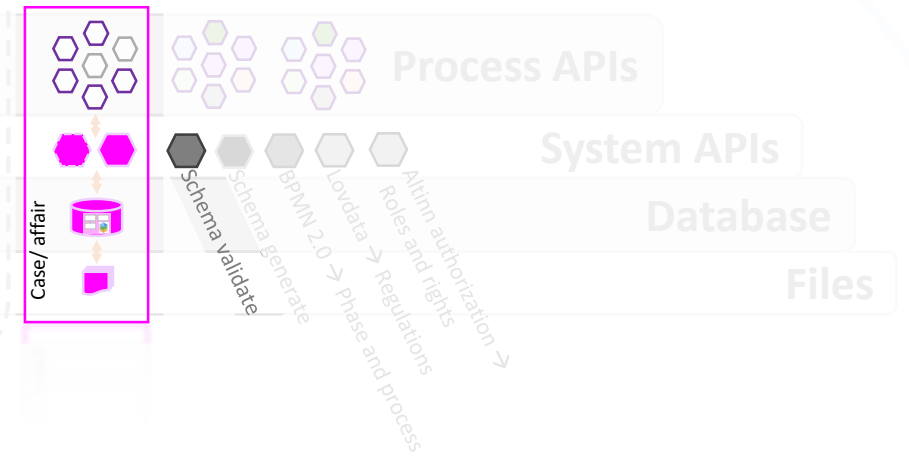 Process APIs
System APIs
Database
Files
Case/ affair
Schema validate
Schema generate
BPMN 2.0 → Phase and process
Lovdata → Regulations
Roles and rights
Altinn authorization →